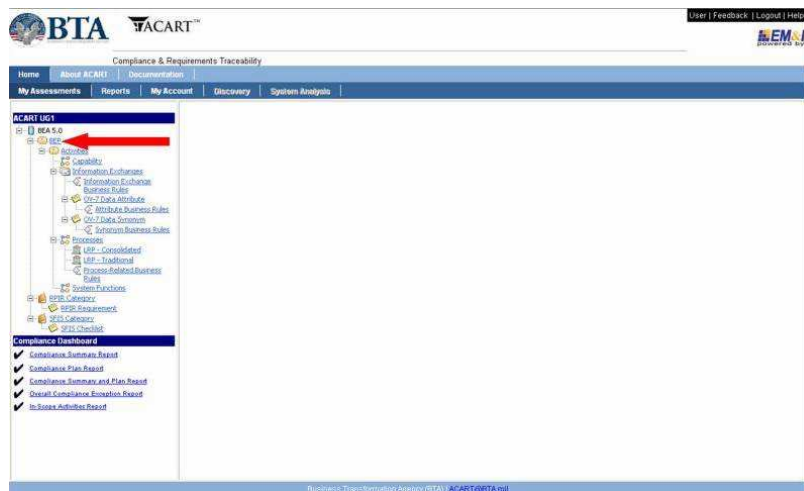 User | Feedback | Logout | Help
BTA
ACART™
EM&I
powered by
Compliance & Requirements Traceability
Home
About ACART
Documentation
My Assessments
Reports
My Account
Discovery
System Analysis
ACART UG1
BEA 5.0
BEP
Activities
Capability
Information Exchanges
Information Exchange
Business Rules
OV-7 Data Attribute
Attribute Business Rules
OV-7 Data Synonym
Synonym Business Rules
Processes
LRP - Consolidated
LRP - Traditional
Process-Related Business
Rules
System Functions
RFIR Category
RFIR Requirement
SFIS Category
SFIS Checklist
Compliance Dashboard
Compliance Summary Report
Compliance Plan Report
Compliance Summary and Plan Report
Overall Compliance Exception Report
In-Scope Activities Report
Business Transformation Agency (BTA) | ACART@BTA.mil